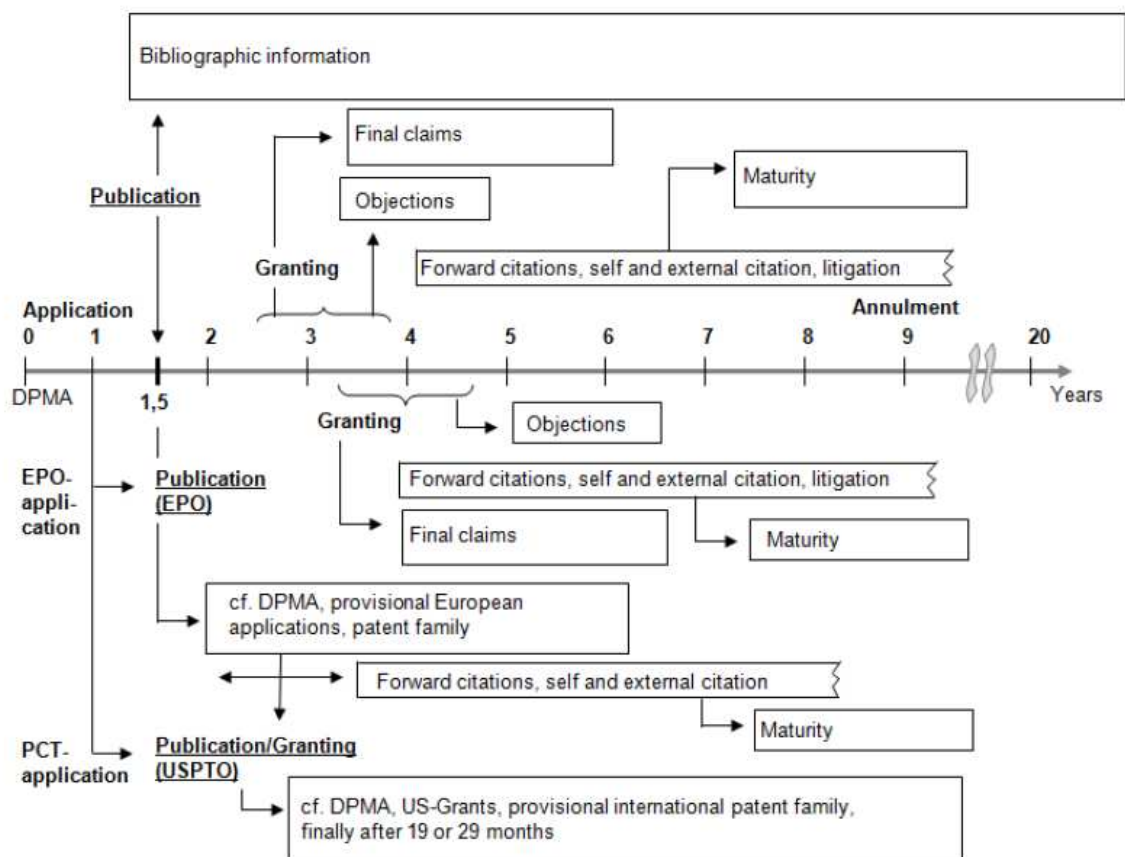 Bibliographic information
Final claims
Maturity
Publication
Objections
Granting
Forward citations, self and external citation, litigation
Application
Annulment
0 1 2 3 4 5 6 7 8 9 20
DPMA
1,5
Years
Granting
Objections
EPO-
appli-
cation
Publication
(EPO)
Forward citations, self and external citation, litigation
Final claims
Maturity
cf. DPMA, provisional European
applications, patent family
Forward citations, self and external citation
Maturity
PCT-
application
Publication/Granting
(USPTO)
cf. DPMA, US-Grants, provisional international patent family,
finally after 19 or 29 months